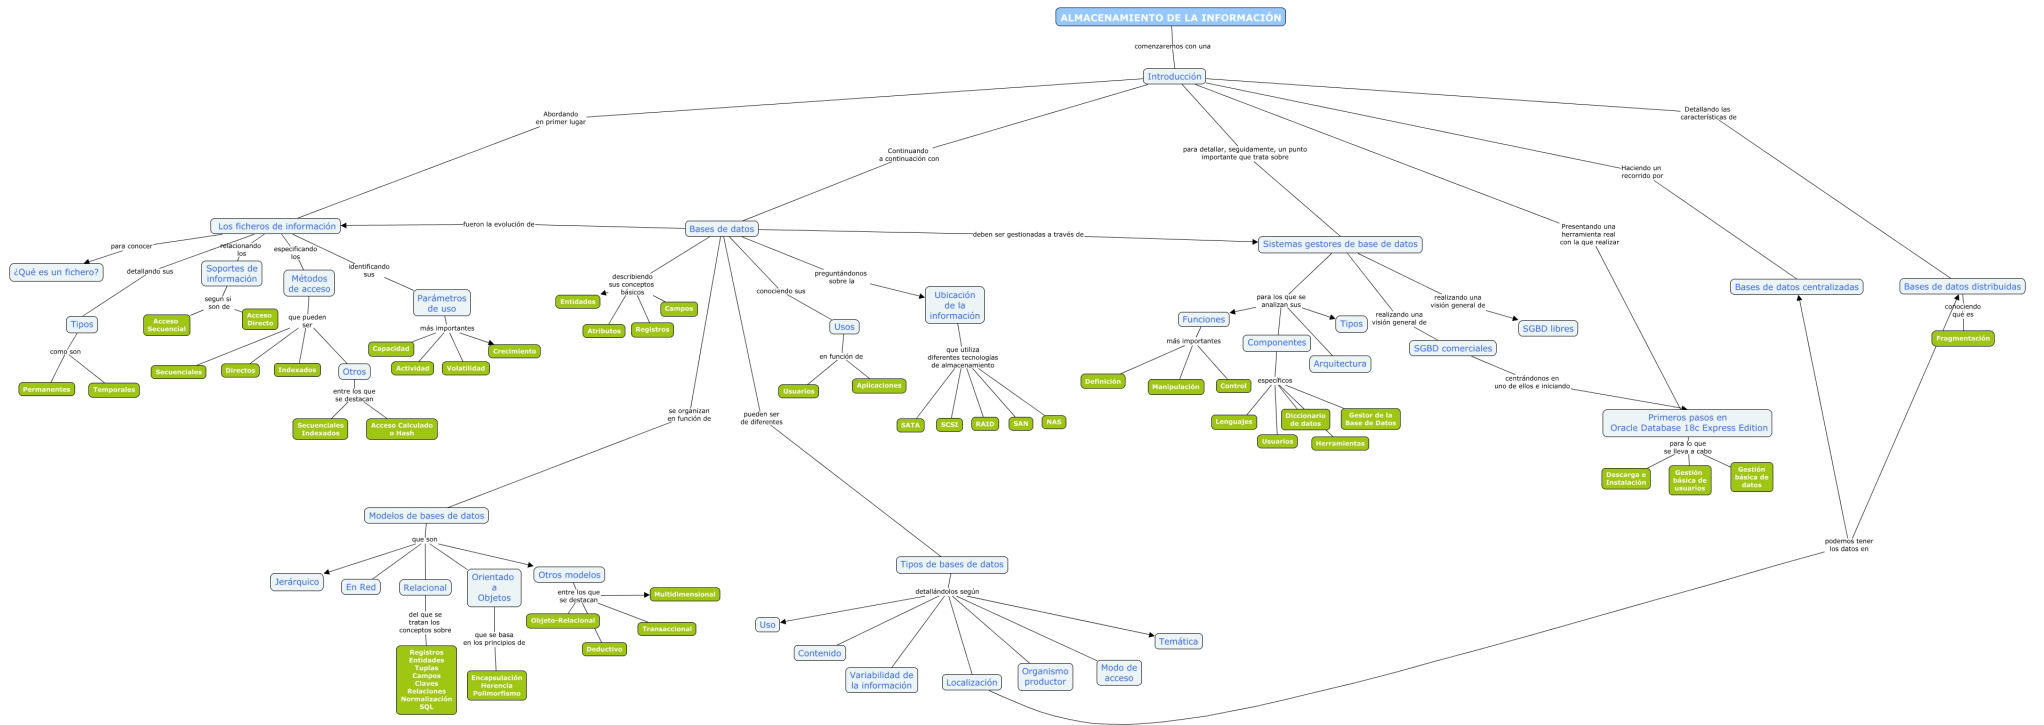 ALMACENAMIENTO DE LA INFORMACIÓN
comenzaremos con una
Introducción
Abordando
en primer lugar
Continuando
a continuación con
para detallar, seguidamente, un punto
importante que trata sobre
Presentando una
herramienta real
con la que realizar
Haciendo un
recorrido por
Detallando las
características de
Los ficheros de información
fueron la evolución de
Bases de datos
deben ser gestionadas a través de
Sistemas gestores de base de datos
Bases de datos centralizadas
Bases de datos distribuidas
para conocer
¿Qué es un fichero?
detallando sus
Tipos
como son
Permanentes
Temporales
relacionando
los
Soportes de
información
segun si
son de
Acceso
Secuencial
Acceso
Directo
especificando
los
Métodos
de acceso
que pueden
ser
Secuenciales
Directos
Indexados
Otros
entre los que
se destacan
Secuenciales
Indexados
Acceso Calculado
o Hash
identificando
sus
Parámetros
de uso
más importantes
Capacidad
Actividad
Volatilidad
Crecimiento
describiendo
sus conceptos
básicos
Entidades
Atributos
Registros
Campos
conociendo sus
Usos
en función de
Usuarios
Aplicaciones
preguntándonos
sobre la
Ubicación
de la
información
que utiliza
diferentes tecnologías
de almacenamiento
SATA
SCSI
RAID
SAN
NAS
para los que se
analizan sus
Funciones
más importantes
Definición
Manipulación
Control
Componentes
específicos
Lenguajes
Usuarios
Diccionario
de datos
Herramientas
Gestor de la
Base de Datos
Tipos
Arquitectura
realizando una
visión general de
SGBD comerciales
realizando una
visión general de
SGBD libres
centrándonos en
uno de ellos e iniciando
Primeros pasos en
Oracle Database 18c Express Edition
para lo que
se lleva a cabo
Descarga e
Instalación
Gestión
básica de
usuarios
Gestión
básica de
datos
conociendo
qué es
Fragmentación
se organizan
en función de
Modelos de bases de datos
que son
Jerárquico
En Red
Relacional
del que se
tratan los
conceptos sobre
Registros
Entidades
Tuplas
Campos
Claves
Relaciones
Normalización
SQL
Orientado
a
Objetos
que se basa
en los principios de
Encapsulación
Herencia
Polimorfismo
Otros modelos
entre los que
se destacan
Multidimensional
Objeto-Relacional
Transaccional
Deductivo
pueden ser
de diferentes
Tipos de bases de datos
detallándolos según
Uso
Contenido
Variabilidad de
la información
Localización
Organismo
productor
Modo de
acceso
Temática
podemos tener
los datos en